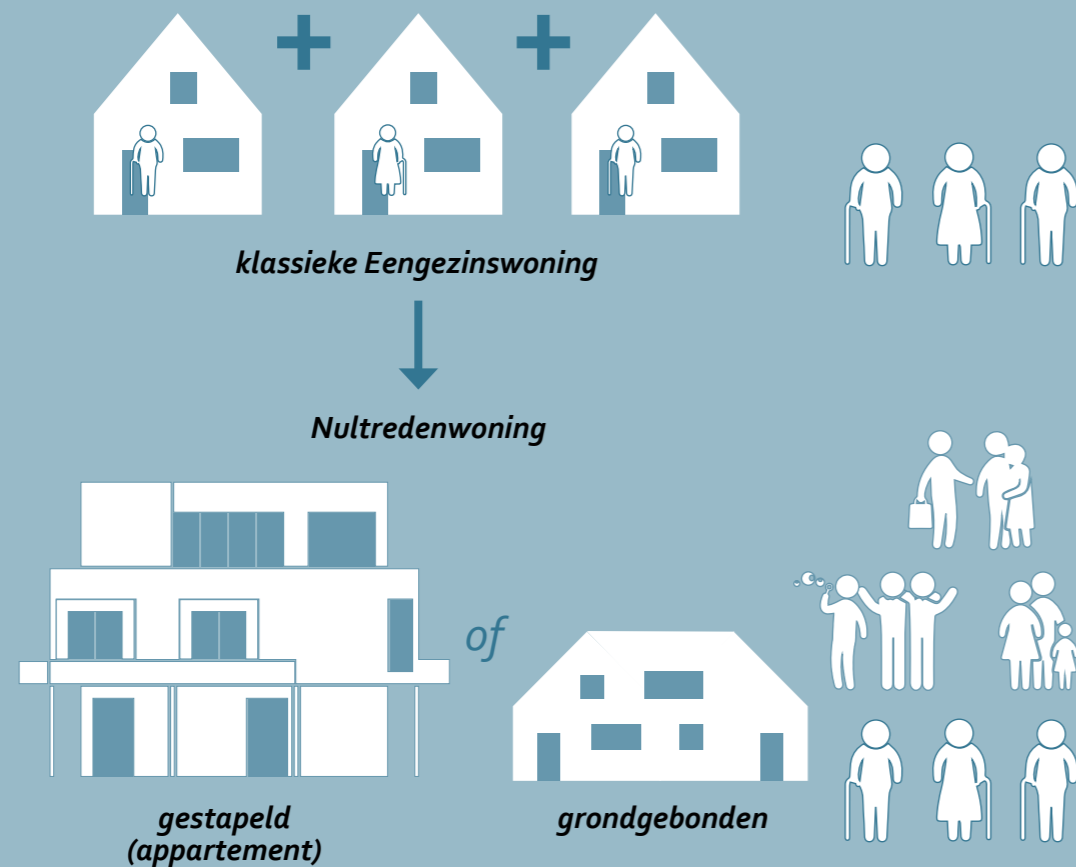 + +
klassieke Eengezinswoning
Nultredenwoning
of
gestapeld
(appartement)
grondgebonden